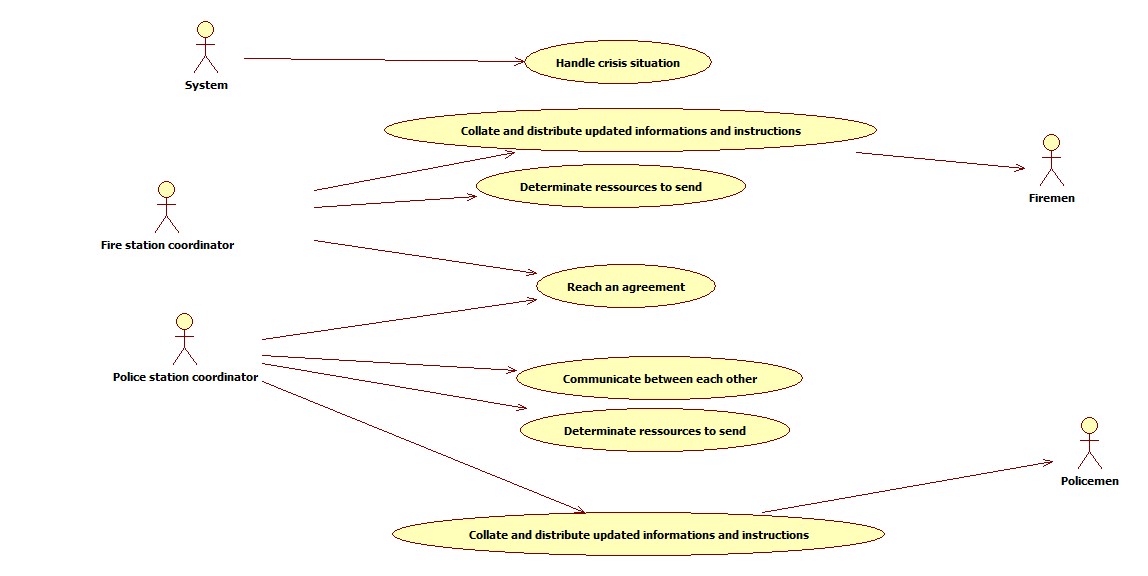 Handle crisis situation
System
Collate and distribute updated informations and instructions
Determinate ressources to send
Firemen
Fire station coordinator
Reach an agreement
Police station coordinator
Communicate between each other
Determinate ressources to send
Policemen
Collate and distribute updated informations and instructions